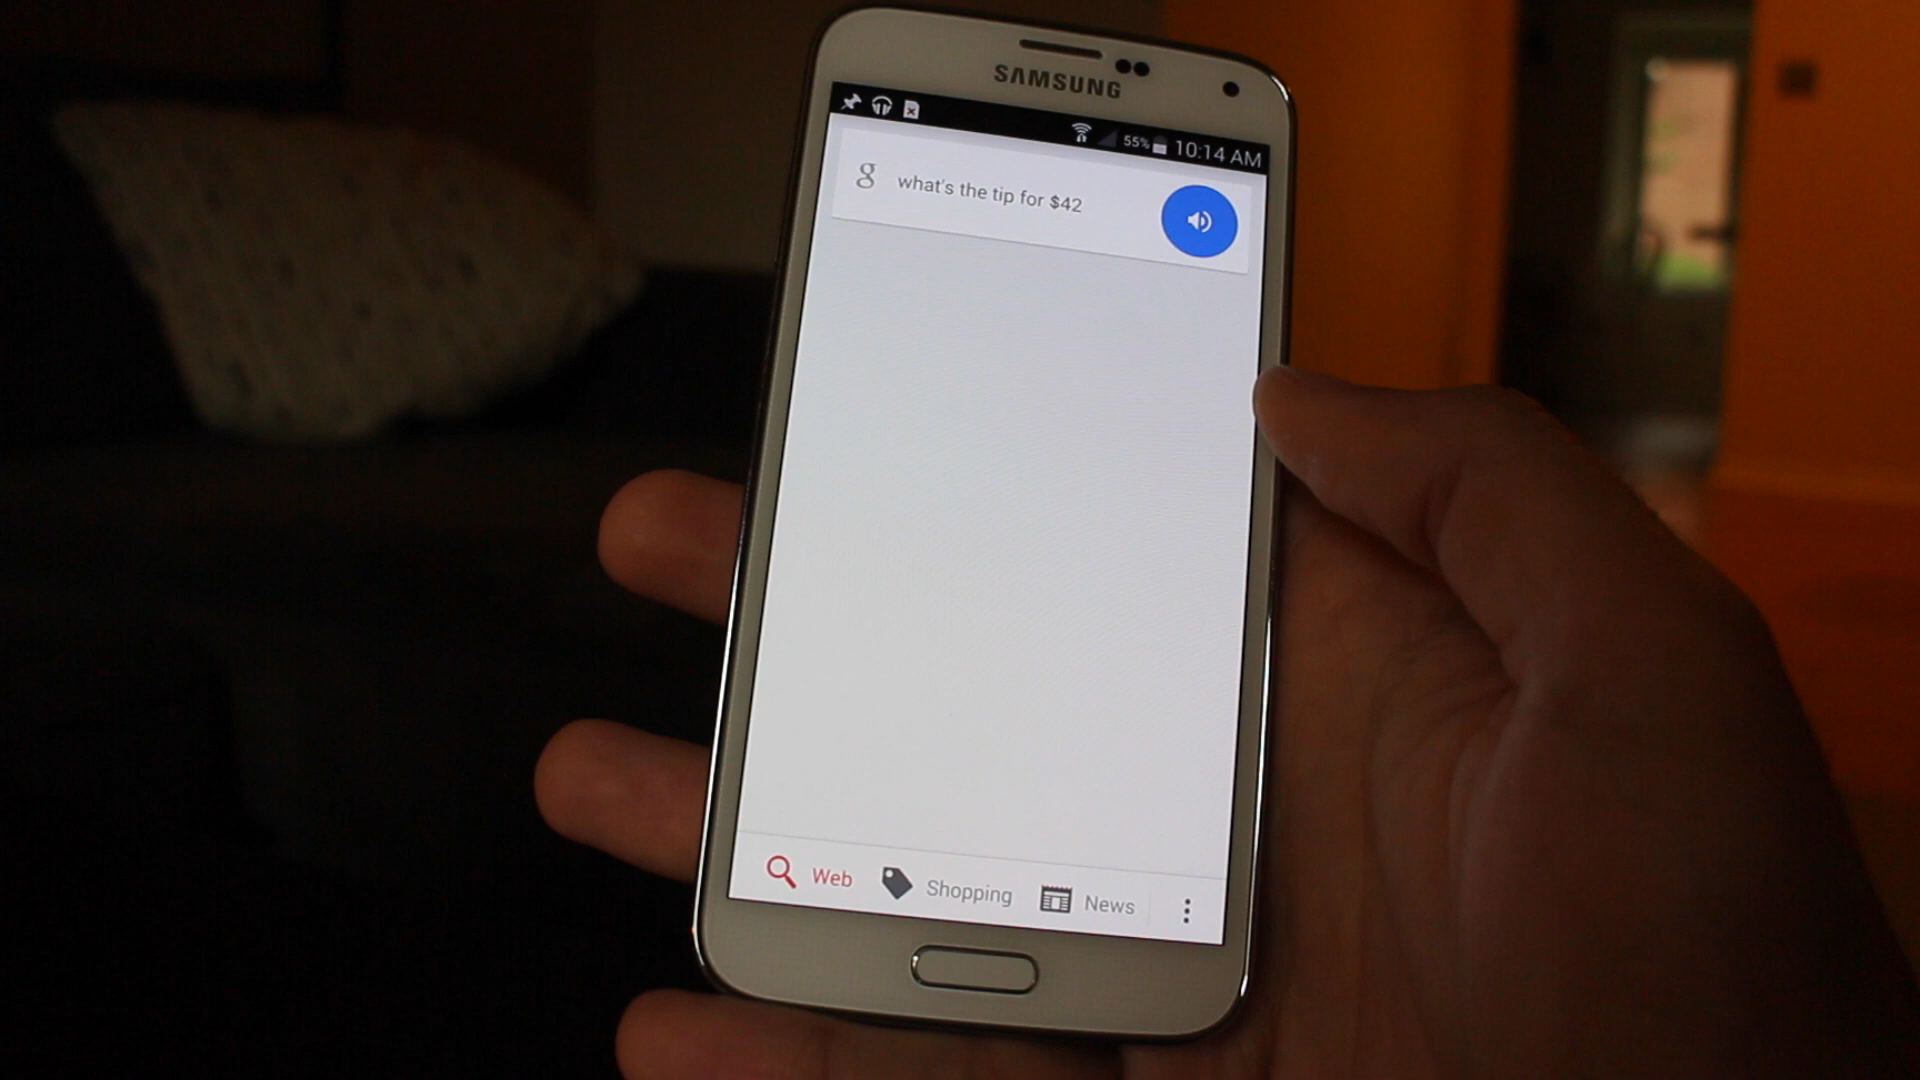 SAMSUNG
55% 10:14 AM
g what's the tip for $42
Web Shopping News